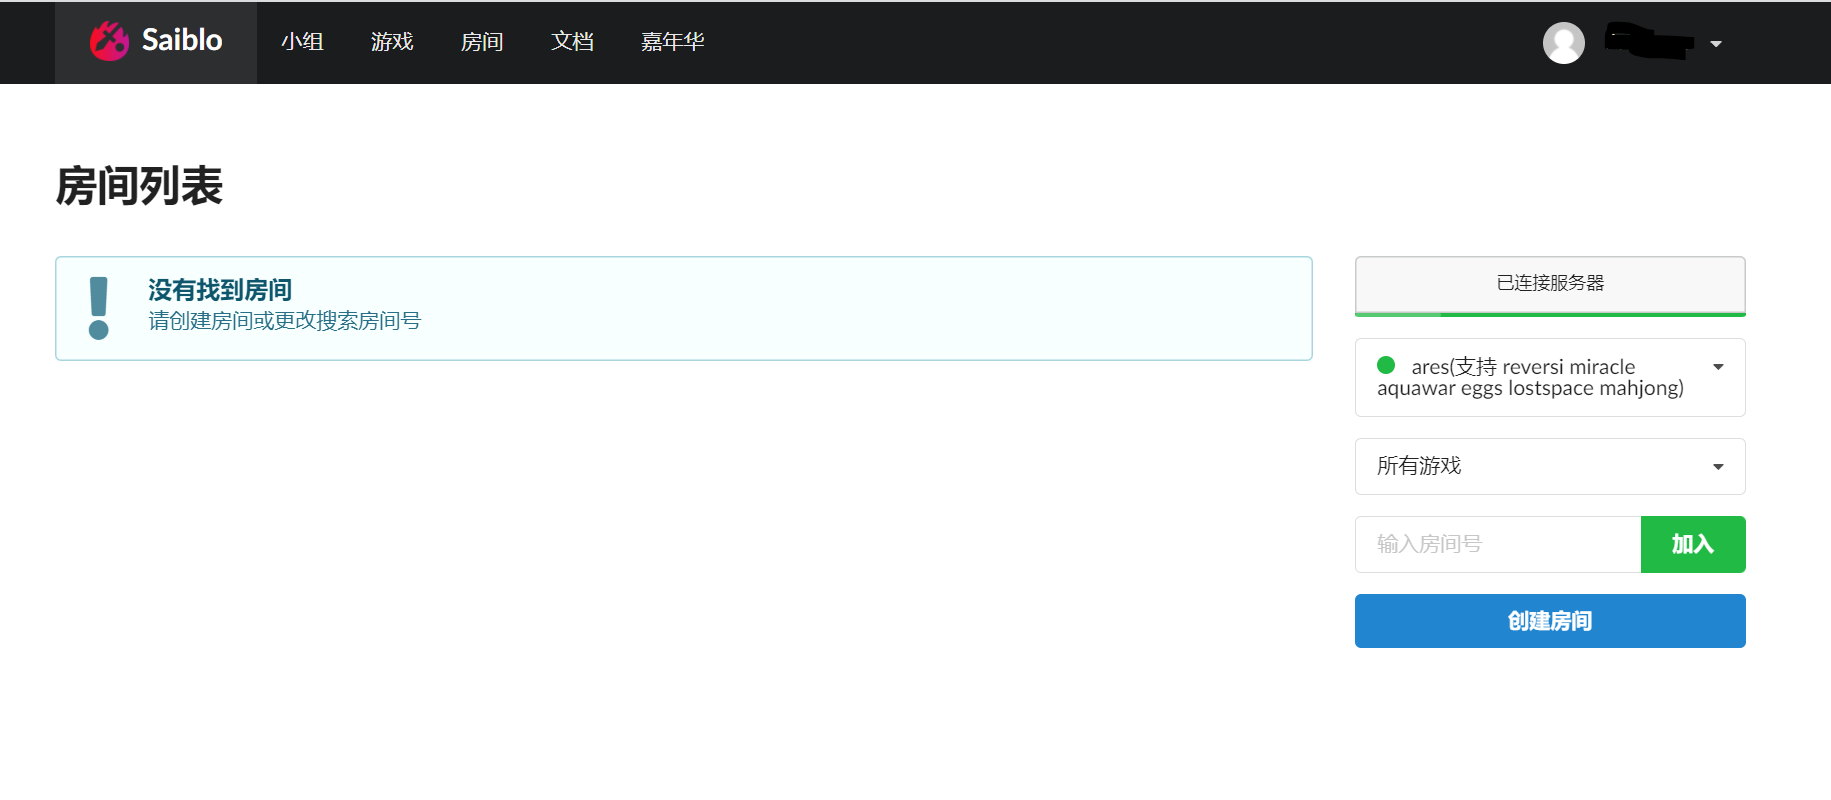 Saiblo
小组
游戏
房间
文档
嘉年华
房间列表
没有找到房间
请创建房间或更改搜索房间号
已连接服务器
ares(支持 reversi miracle
aquawar eggs lostspace mahjong)
所有游戏
输入房间号
加入
创建房间